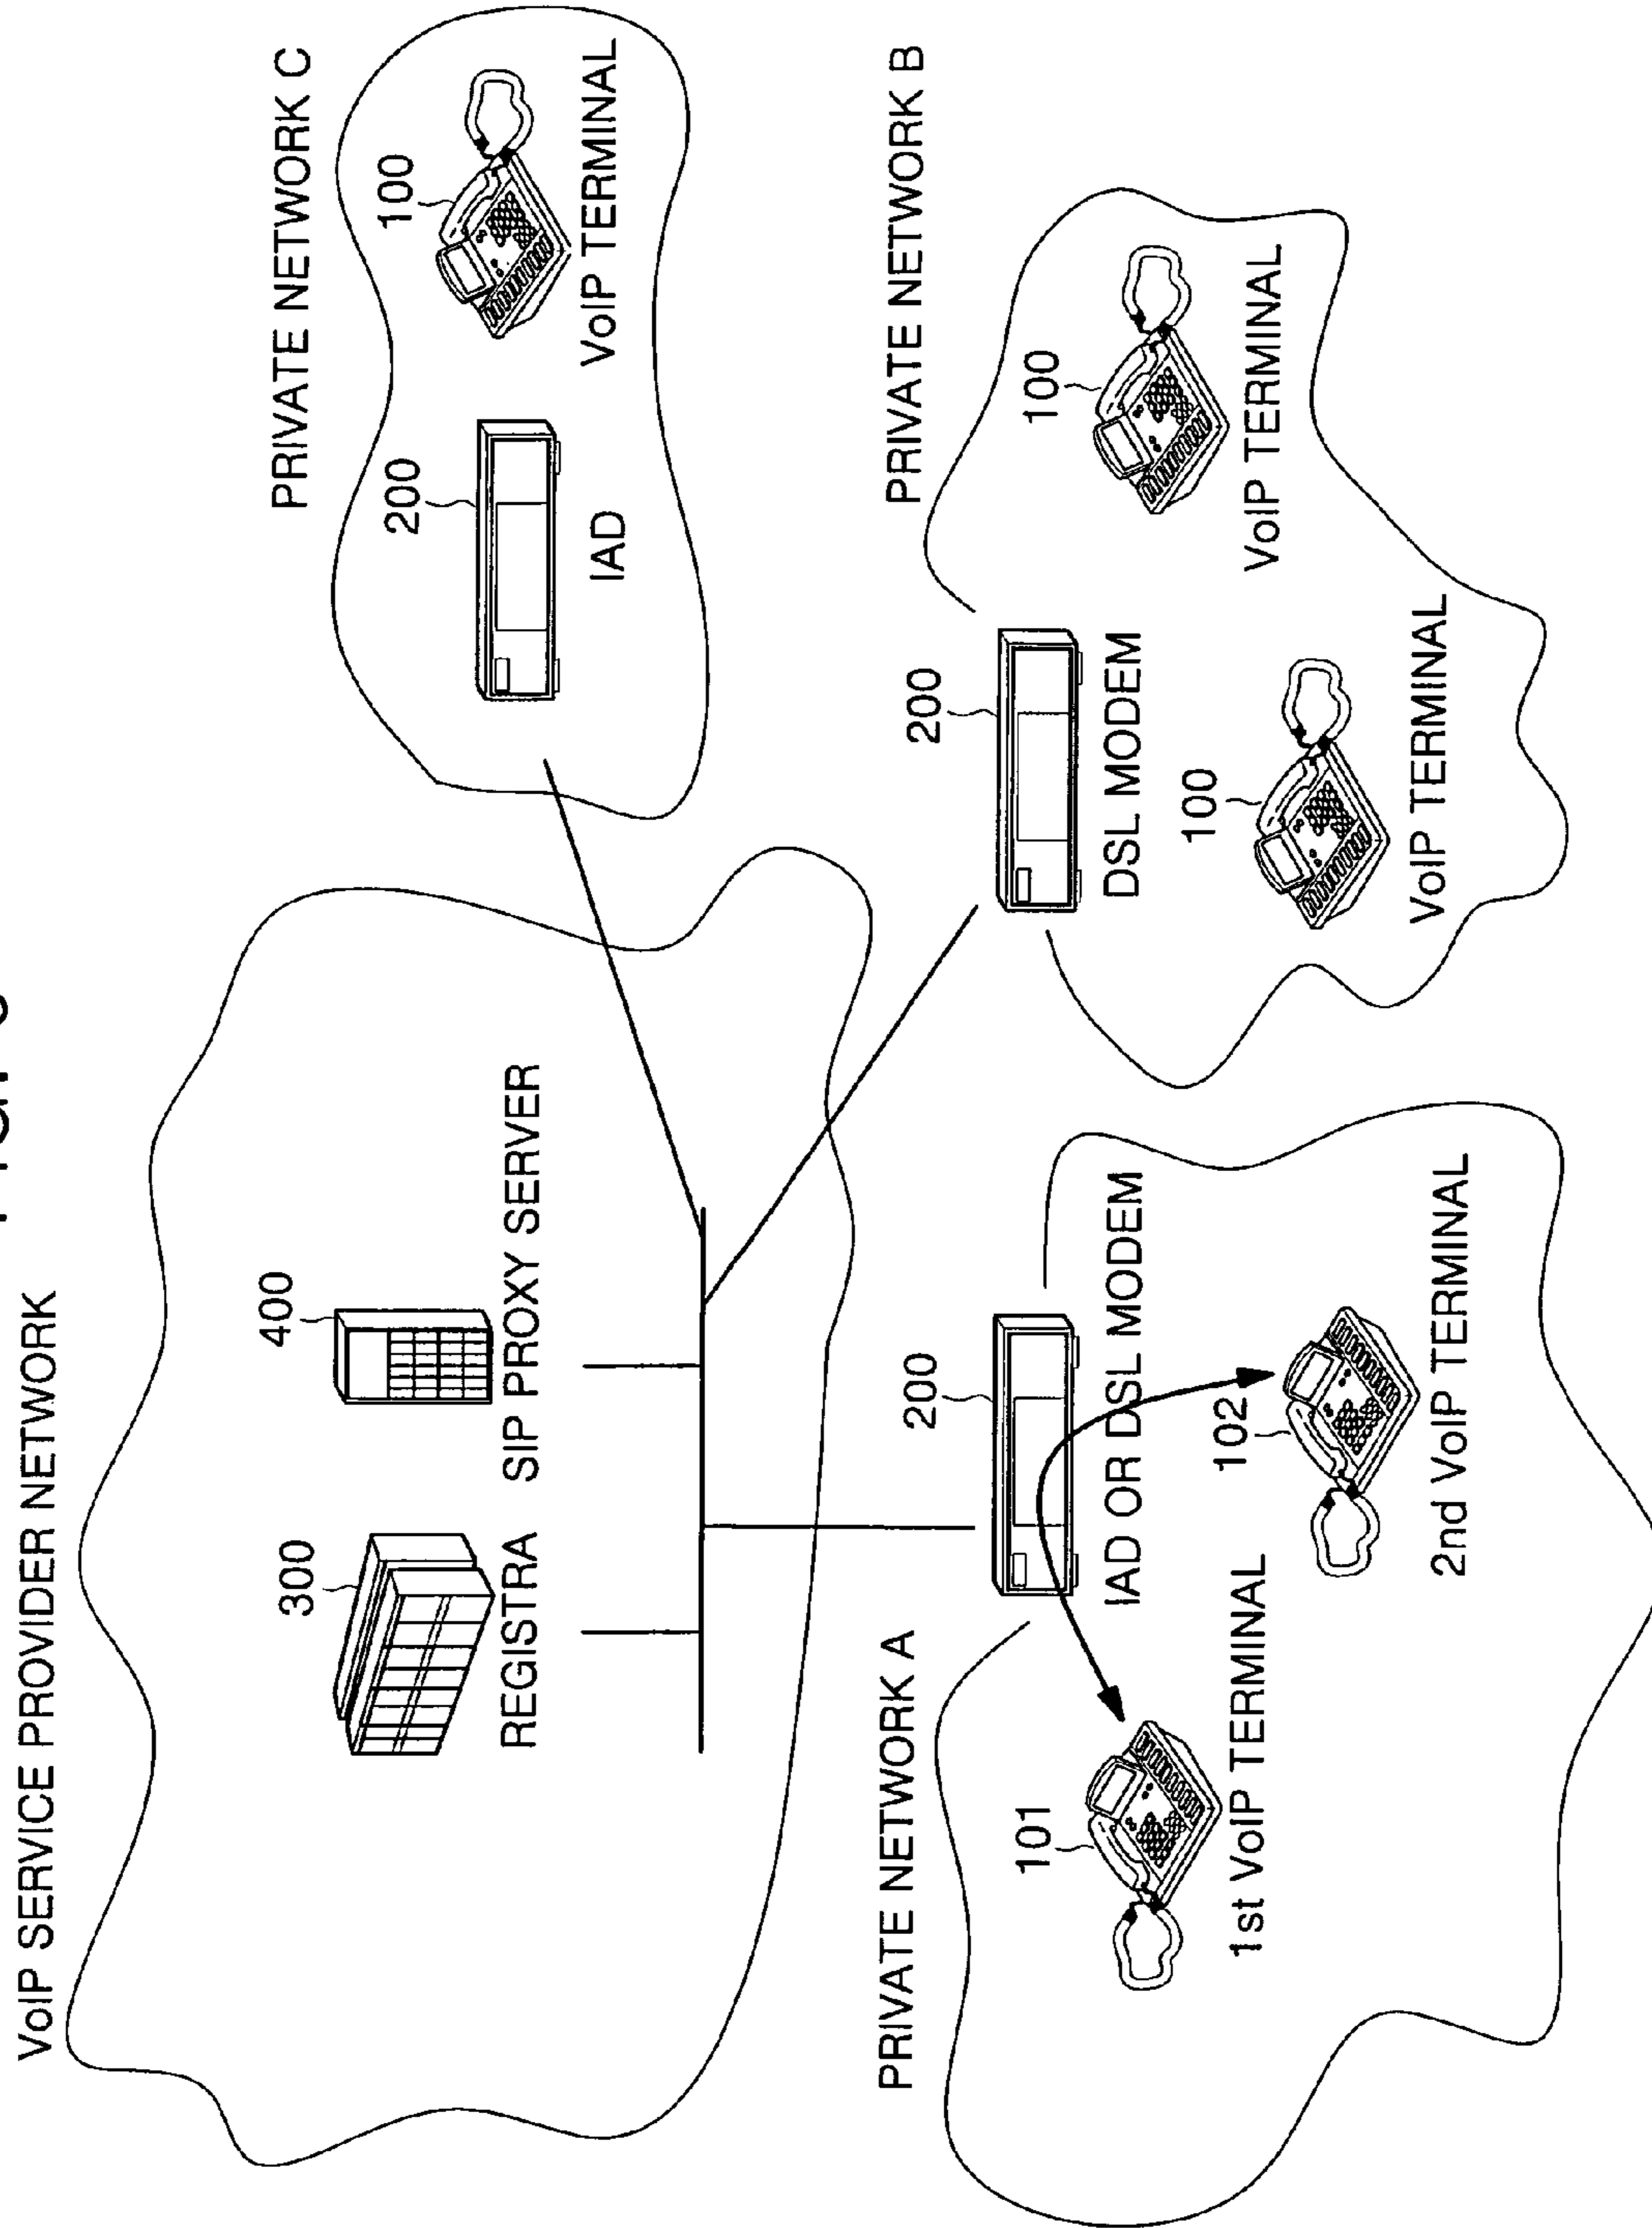 VoIP SERVICE PROVIDER NETWORK
300
REGISTRA
400
SIP PROXY SERVER
PRIVATE NETWORK C
200
IAD
100
VoIP TERMINAL
PRIVATE NETWORK A
101
1st VoIP TERMINAL
200
IAD OR DSL MODEM
102
2nd VoIP TERMINAL
PRIVATE NETWORK B
200
DSL MODEM
100
VoIP TERMINAL
100
VoIP TERMINAL